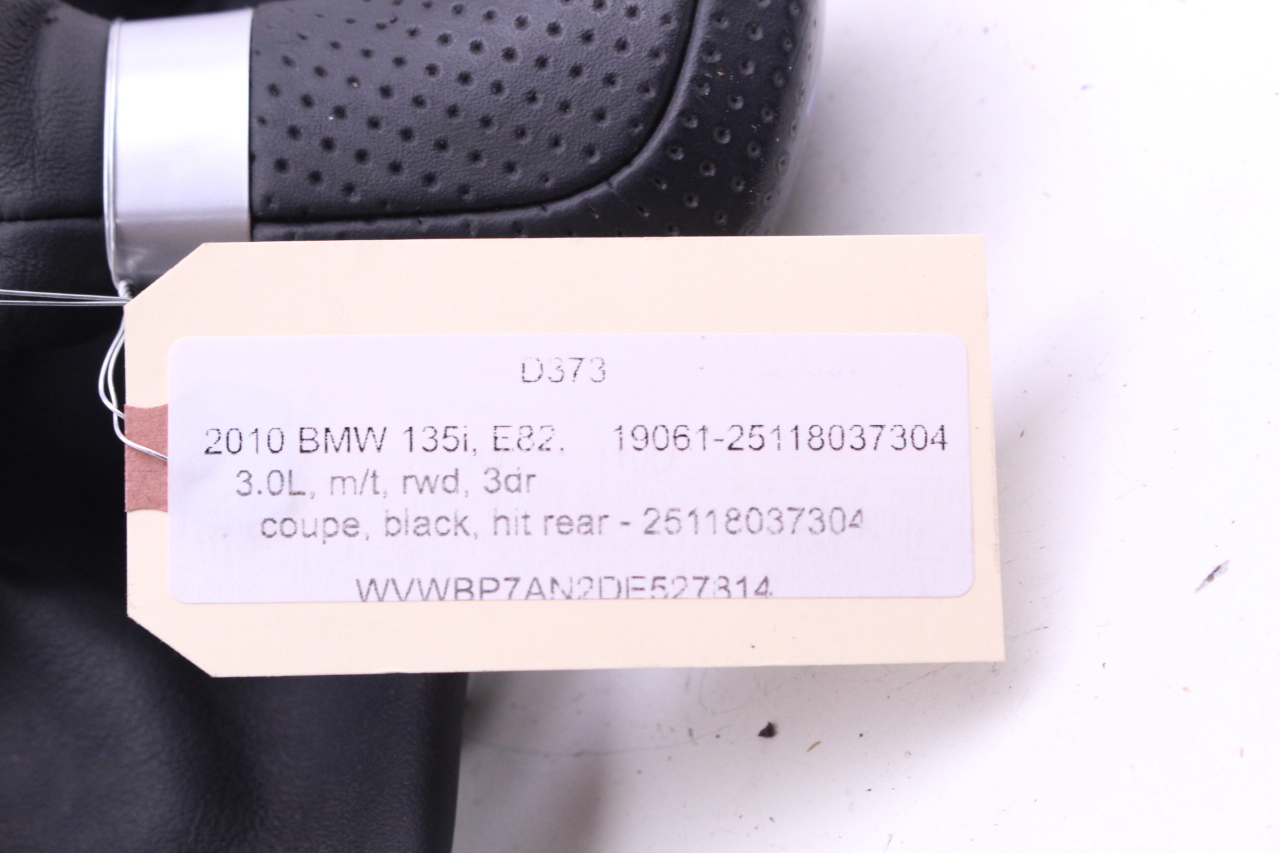 D373
2010 BMW 135i, E82, 19061-25118037304
3.0L, m/t, rwd, 3dr
coupe, black, hit rear - 25118037304
WVWBP7AN2DE527814